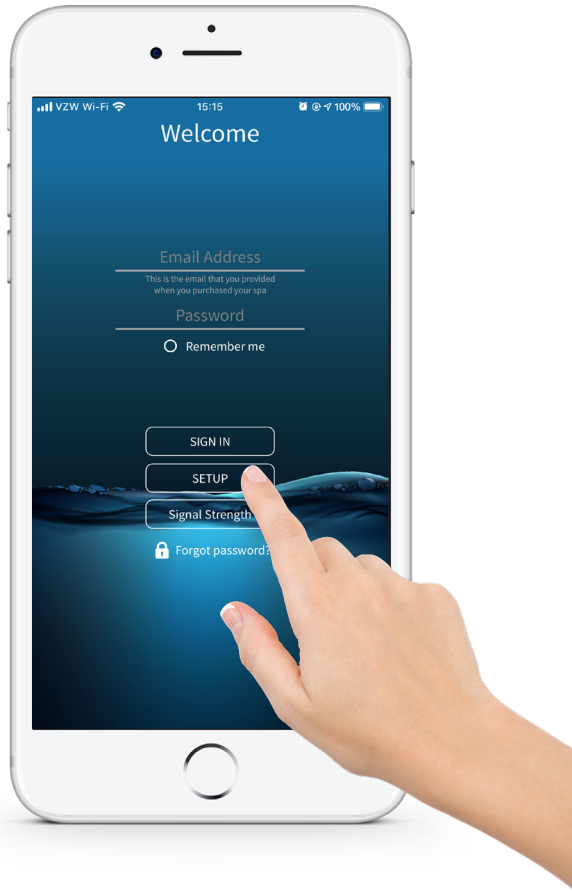 VZW Wi-Fi 15:15 100%
Welcome
Email Address
This is the email that you provided
when you purchased your spa
Password
Remember me
SIGN IN
SETUP
Signal Strength
Forgot password?